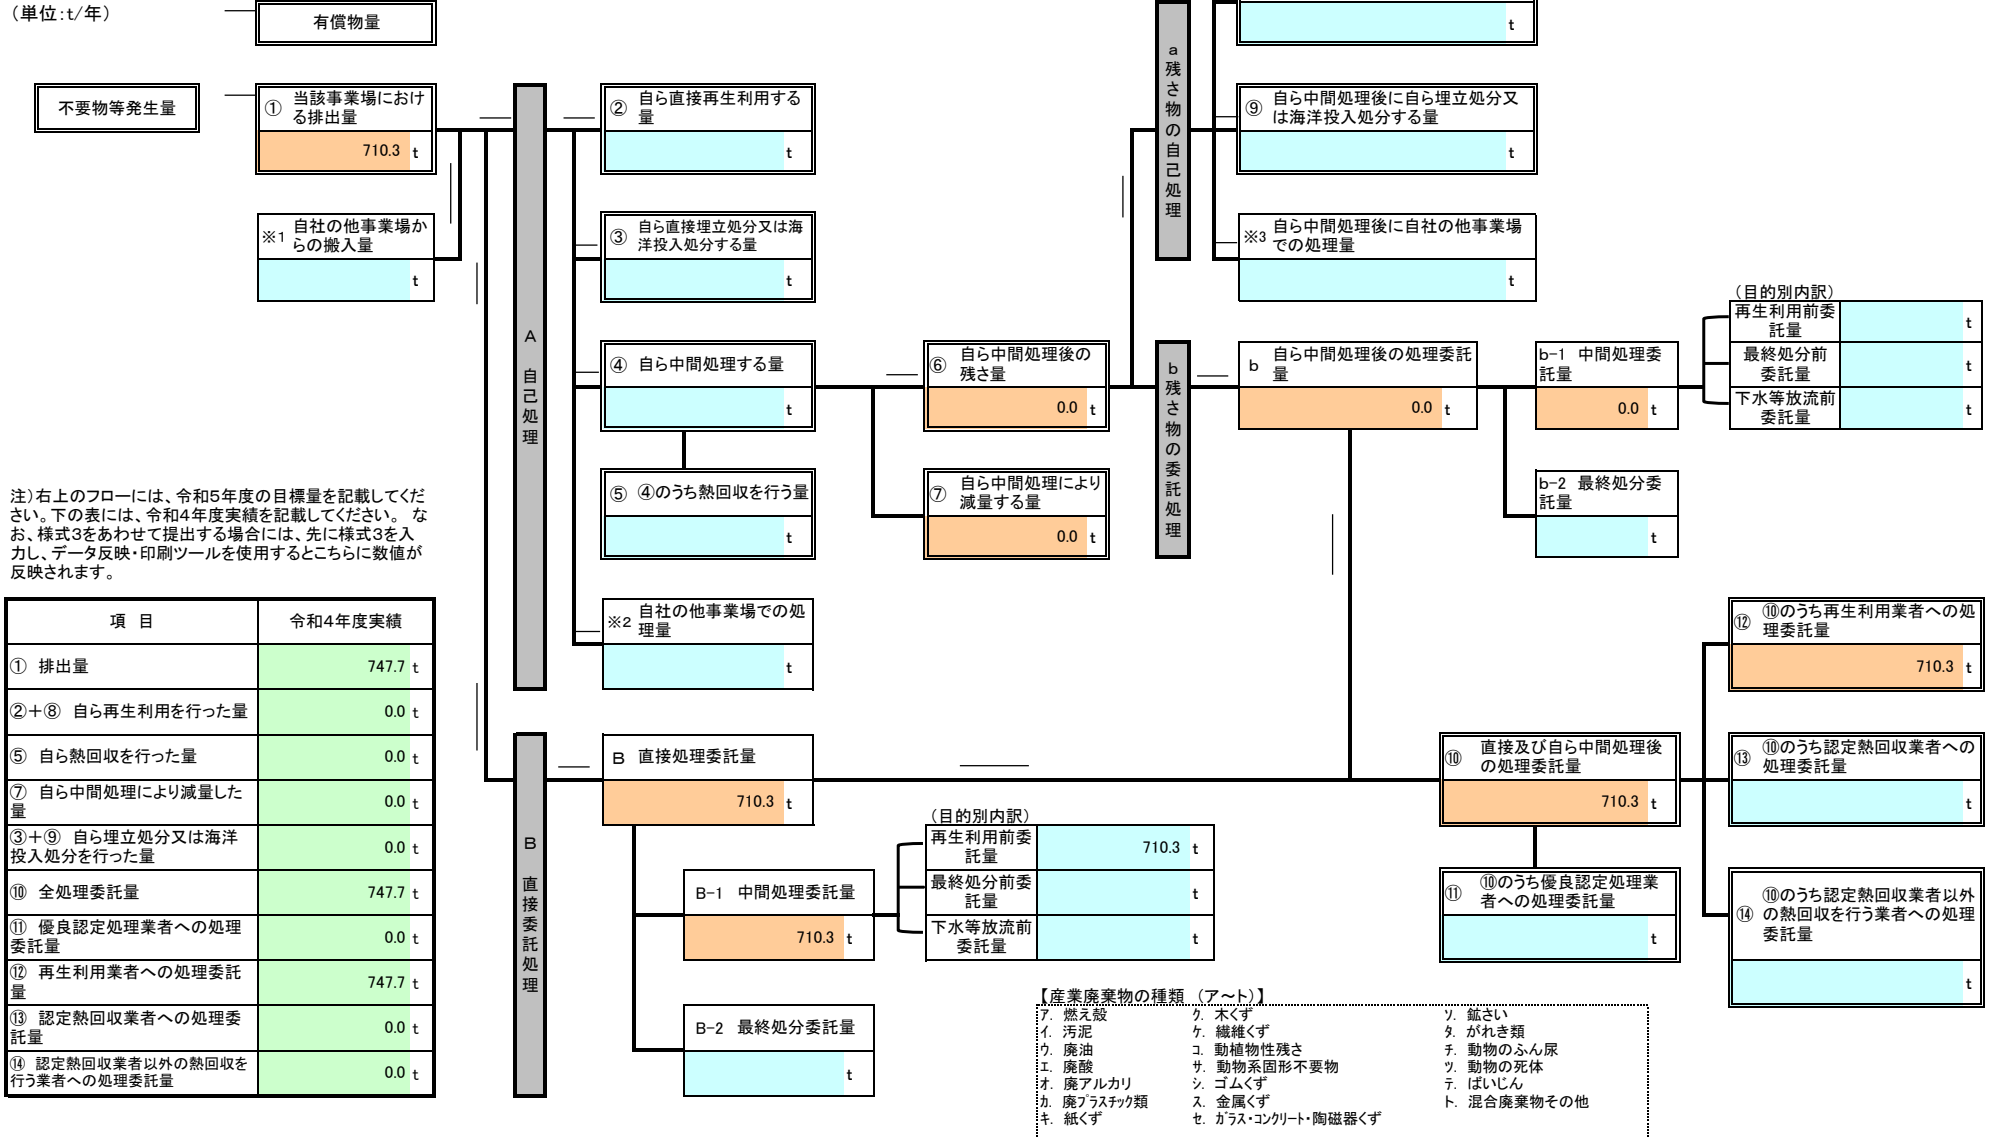 （単位：t/年）
有償物量
t
不要物等発生量
① 当該事業場におけ
る排出量
710.3 t
※1 自社の他事業場か
らの搬入量
t
A 自己処理
② 自ら直接再生利用する
量
t
③ 自ら直接埋立処分又は海
洋投入処分する量
t
④ 自ら中間処理する量
t
⑤ ④のうち熱回収を行う量
t
※2 自社の他事業場での処
理量
t
⑥ 自ら中間処理後の
残さ量
0.0 t
⑦ 自ら中間処理により
減量する量
0.0 t
a残さ物の自己処理
⑨ 自ら中間処理後に自ら埋立処分又
は海洋投入処分する量
t
※3 自ら中間処理後に自社の他事業場
での処理量
t
b残さ物の委託処理
b 自ら中間処理後の処理委託
量
0.0 t
b-1 中間処理委
託量
0.0 t
b-2 最終処分委
託量
t
（目的別内訳）
再生利用前委
託量
t
最終処分前
委託量
t
下水等放流前
委託量
t
注）右上のフローには、令和5年度の目標量を記載してくだ
さい。下の表には、令和4年度実績を記載してください。 な
お、様式3をあわせて提出する場合には、先に様式3を入
力し、データ反映・印刷ツールを使用するとこちらに数値が
反映されます。
項 目 令和4年度実績
① 排出量 747.7 t
②＋⑧ 自ら再生利用を行った量 0.0 t
⑤ 自ら熱回収を行った量 0.0 t
⑦ 自ら中間処理により減量した
量 0.0 t
③＋⑨ 自ら埋立処分又は海洋
投入処分を行った量 0.0 t
⑩ 全処理委託量 747.7 t
⑪ 優良認定処理業者への処理
委託量 0.0 t
⑫ 再生利用業者への処理委託
量 747.7 t
⑬ 認定熱回収業者への処理委
託量 0.0 t
⑭ 認定熱回収業者以外の熱回収を
行う業者への処理委託量 0.0 t
B 直接委託処理
B 直接処理委託量
710.3 t
B-1 中間処理委託量
710.3 t
B-2 最終処分委託量
t
（目的別内訳）
再生利用前委
託量
710.3 t
最終処分前委
託量
t
下水等放流前
委託量
t
⑩ 直接及び自ら中間処理後
の処理委託量
710.3 t
⑪ ⑩のうち優良認定処理業
者への処理委託量
t
⑫ ⑩のうち再生利用業者への処
理委託量
710.3 t
⑬ ⑩のうち認定熱回収業者への
処理委託量
t
⑭ ⑩のうち認定熱回収業者以外
の熱回収を行う業者への処理
委託量
t
【産業廃棄物の種類 （ア～ト）】
ア. 燃え殻 ク. 木くず ソ. 鉱さい
イ. 汚泥 ケ. 繊維くず タ. がれき類
ウ. 廃油 コ. 動植物性残さ チ. 動物のふん尿
エ. 廃酸 サ. 動物系固形不要物 ツ. 動物の死体
オ. 廃アルカリ シ. ゴムくず テ. ばいじん
カ. 廃プラスチック類 ス. 金属くず ト. 混合廃棄物その他
キ. 紙くず セ. ガラス・コンクリート・陶磁器くず